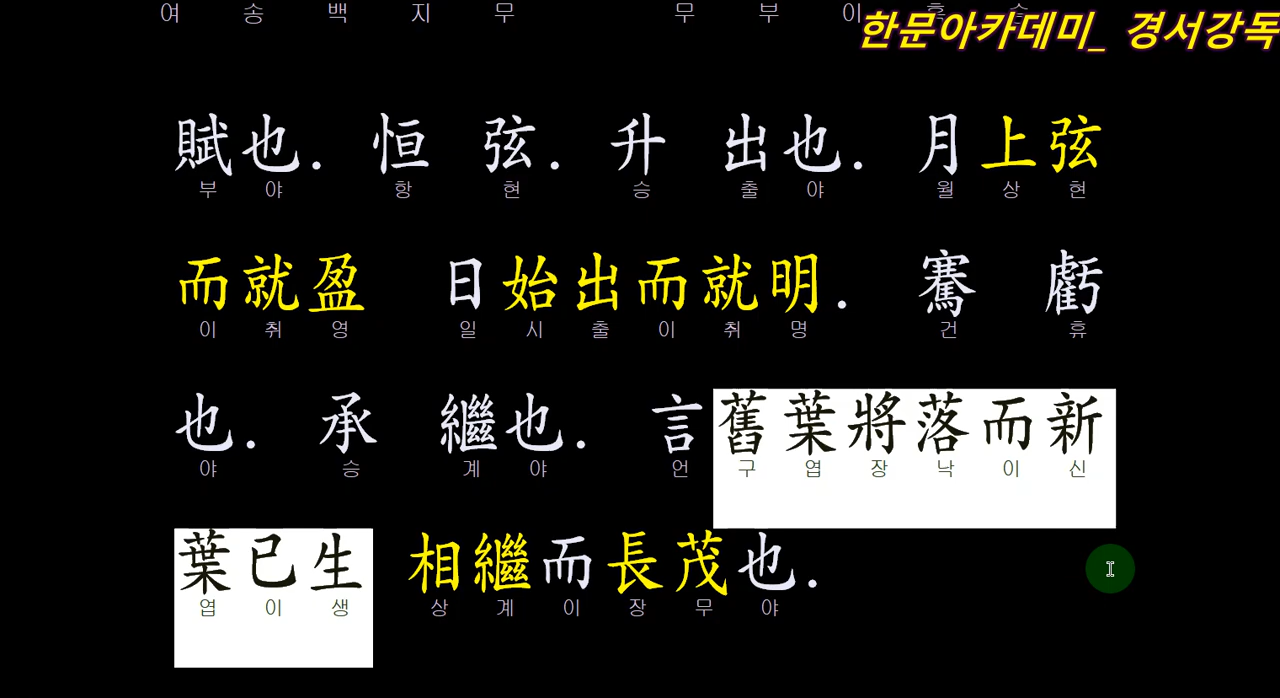 여 송 백 지 무 무 부 이 혹 승
한문아카데미_ 경서강독
賦也. 恒 弦. 升 出也. 月上弦
부 야 항 현 승 출 야 월 상 현
而就盈 日始出而就明. 騫 虧
이 취 영 일 시 출 이 취 명 건 휴
也. 承 繼也. 言舊葉將落而新
야 승 계 야 언 구 엽 장 낙 이 신
葉已生 相繼而長茂也.
엽 이 생 상 계 이 장 무 야